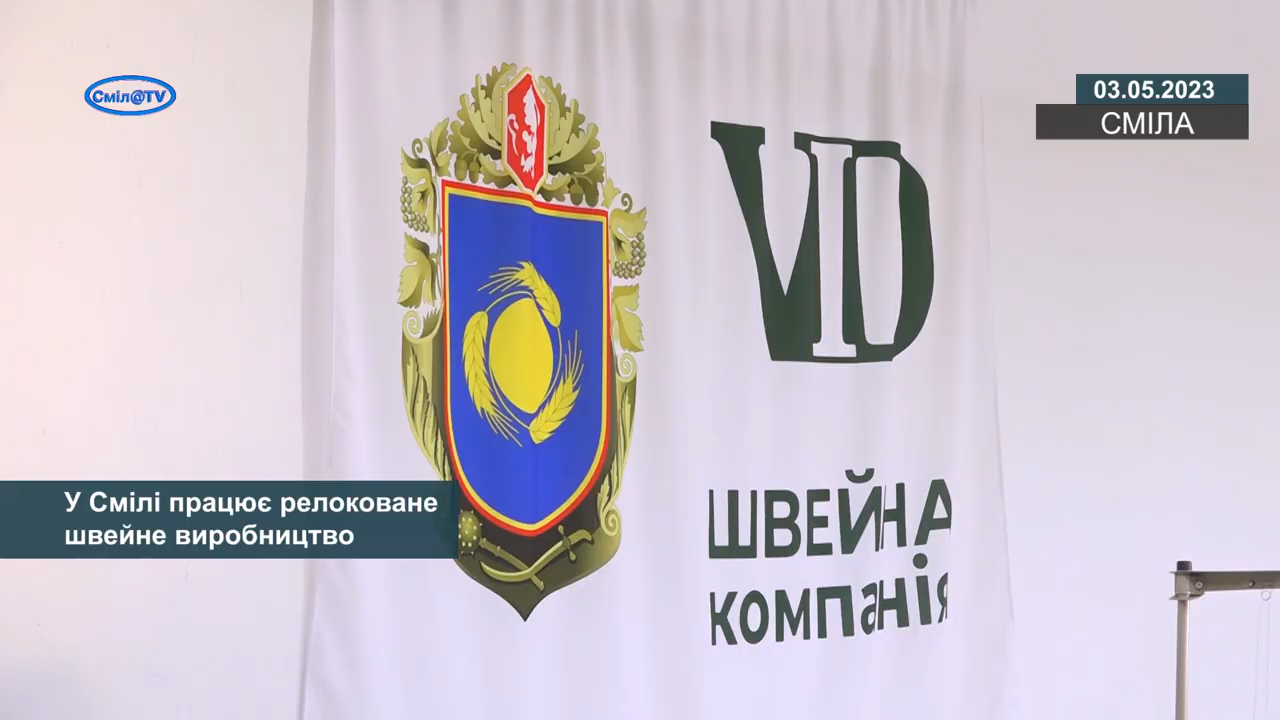 Сміл@TV
03.05.2023
СМІЛА
VD
ШВЕЙНА
КОМПАНІЯ
У Смілі працює релоковане
швейне виробництво